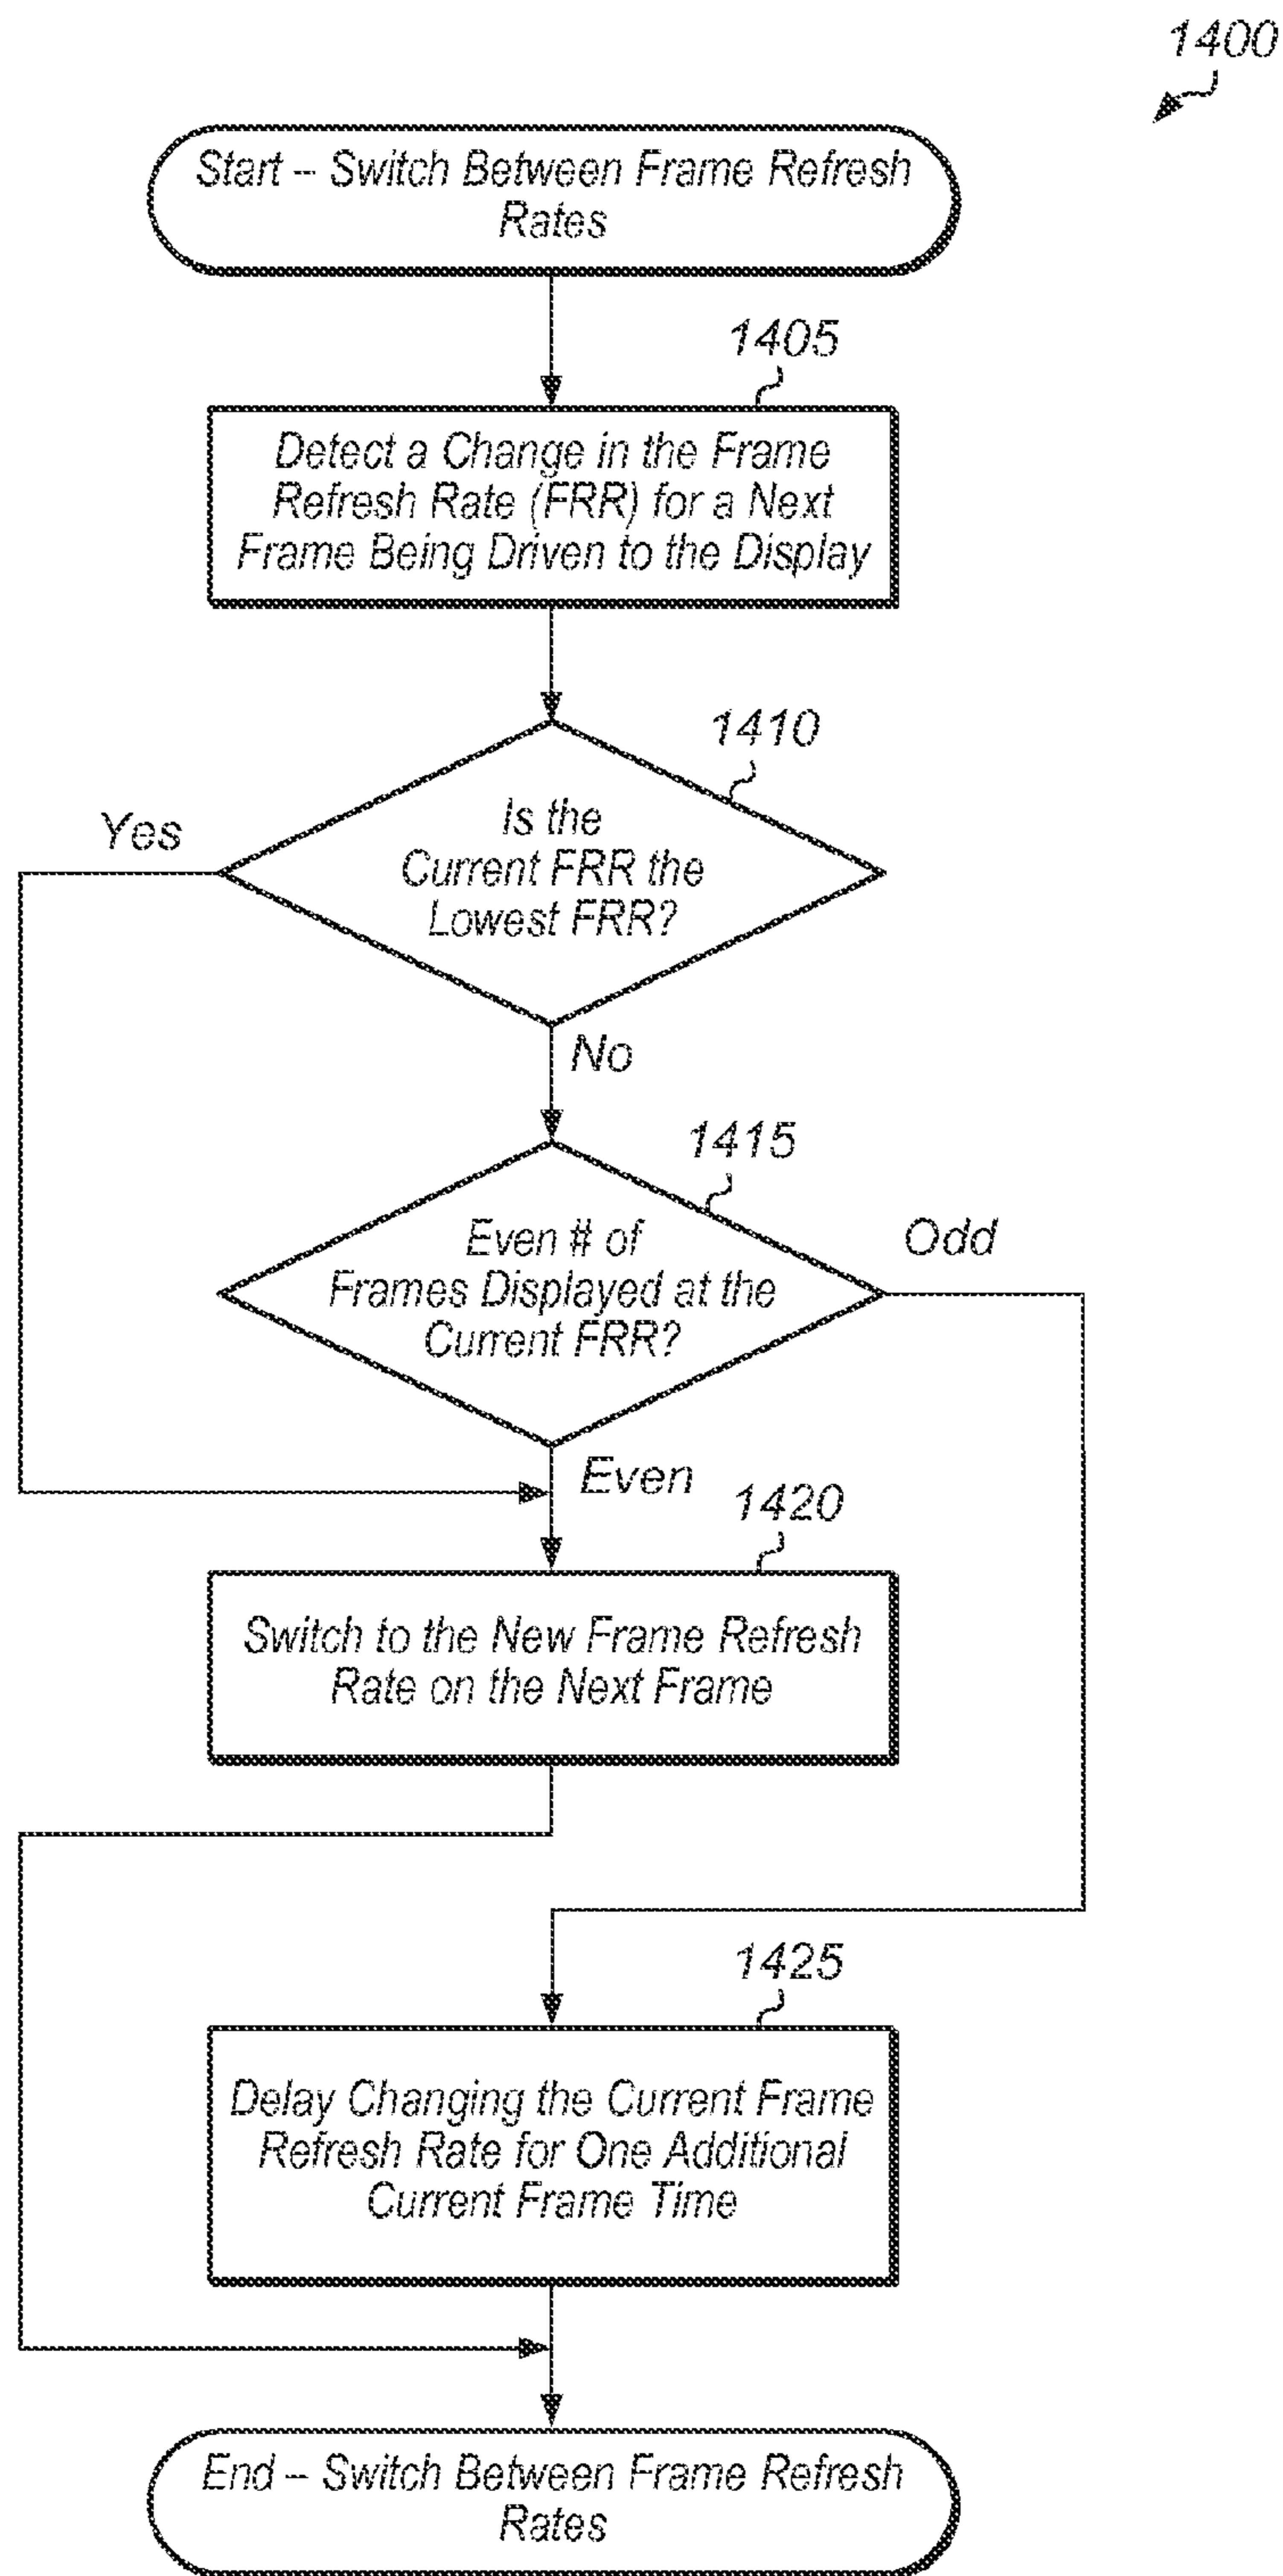 1400
Start – Switch Between Frame Refresh
Rates
1405
Detect a Change in the Frame
Refresh Rate (FRR) for a Next
Frame Being Driven to the Display
1410
Yes
Is the
Current FRR the
Lowest FRR?
No
1415
Odd
Even # of
Frames Displayed at the
Current FRR?
Even
1420
Switch to the New Frame Refresh
Rate on the Next Frame
1425
Delay Changing the Current Frame
Refresh Rate for One Additional
Current Frame Time
End – Switch Between Frame Refresh
Rates